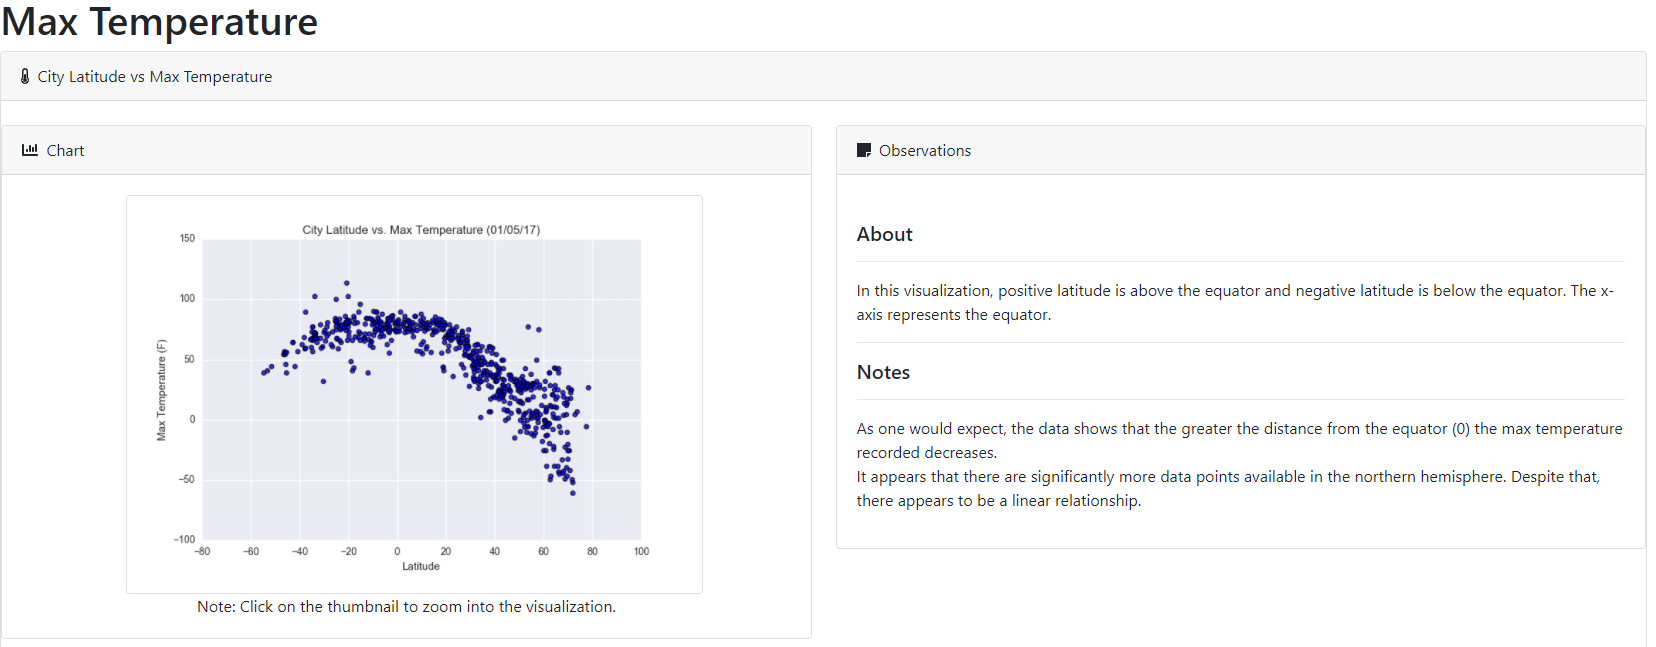 Max Temperature
City Latitude vs Max Temperature
Chart
City Latitude vs. Max Temperature (01/05/17)
150
100
50
0
−50
−100
Max Temperature (F)
−80 −60 −40 −20 0 20 40 60 80 100
Latitude
Note: Click on the thumbnail to zoom into the visualization.
Observations
About
In this visualization, positive latitude is above the equator and negative latitude is below the equator. The x-
axis represents the equator.
Notes
As one would expect, the data shows that the greater the distance from the equator (0) the max temperature
recorded decreases.
It appears that there are significantly more data points available in the northern hemisphere. Despite that,
there appears to be a linear relationship.